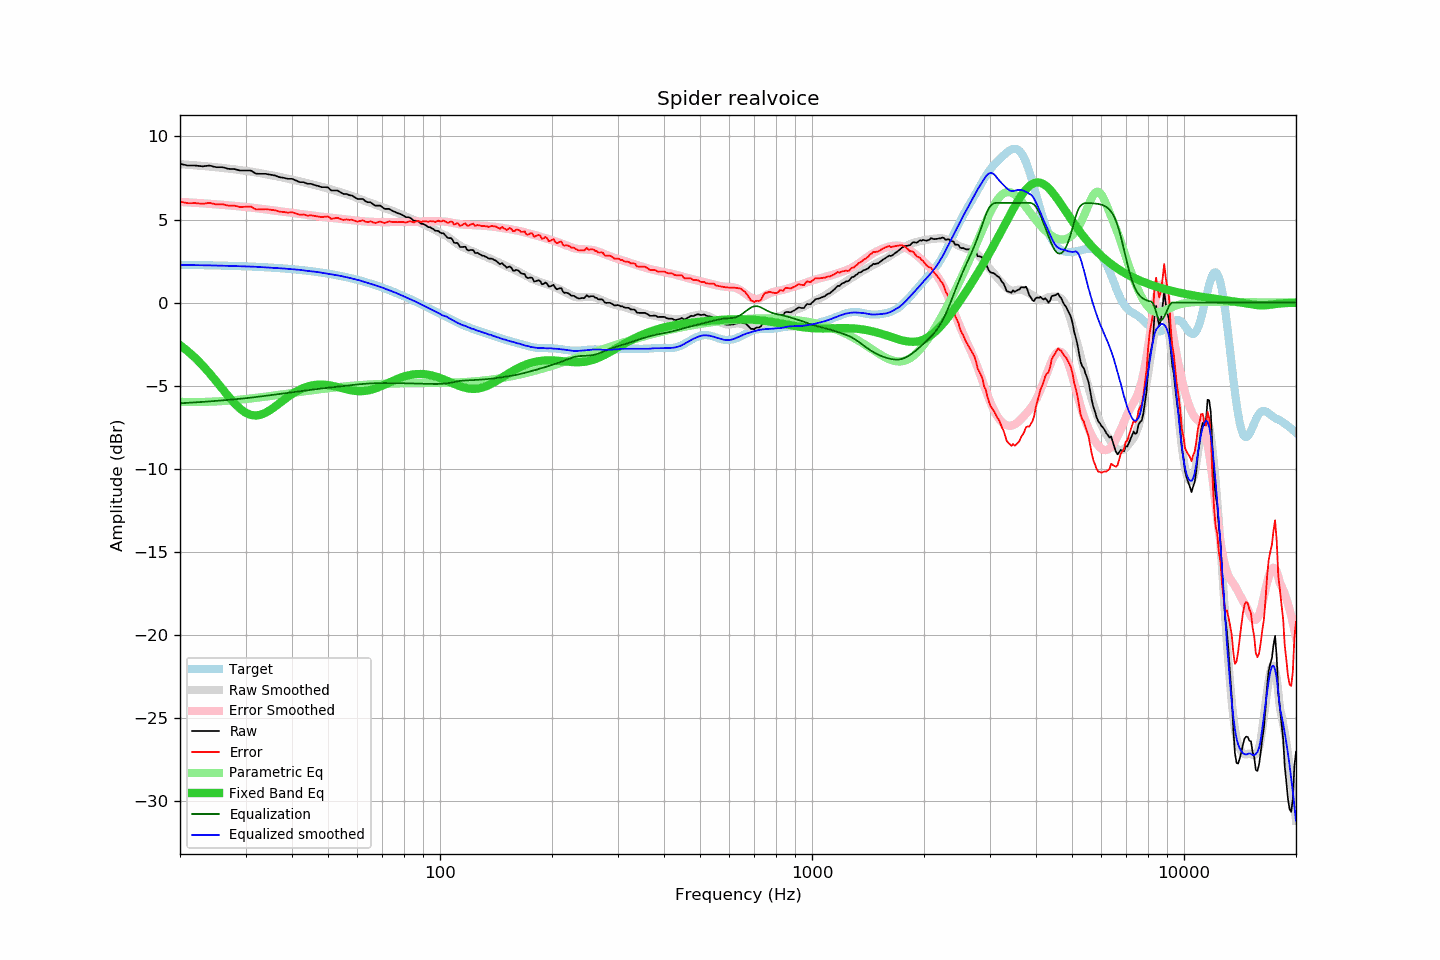 Spider realvoice
10
5
0
−5
−10
−15
−20
−25
−30
Amplitude (dBr)
Target
Raw Smoothed
Error Smoothed
Raw
Error
Parametric Eq
Fixed Band Eq
Equalization
Equalized smoothed
100 1000 10000
Frequency (Hz)